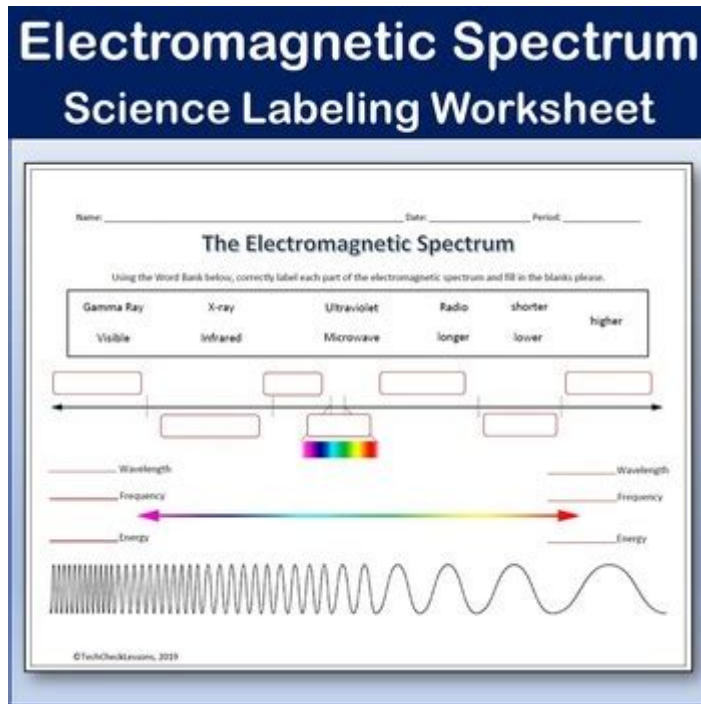 Electromagnetic Spectrum
Science Labeling Worksheet
Name: Date: Period:
The Electromagnetic Spectrum
Using the Word Bank below, correctly label each part of the electromagnetic spectrum and fill in the blanks please.
Gamma Ray X-ray Ultraviolet Radio shorter
higher
Visible Infrared Microwave longer lower
Wavelength Wavelength
Frequency Frequency
Energy Energy
©TechCheckLessons, 2019